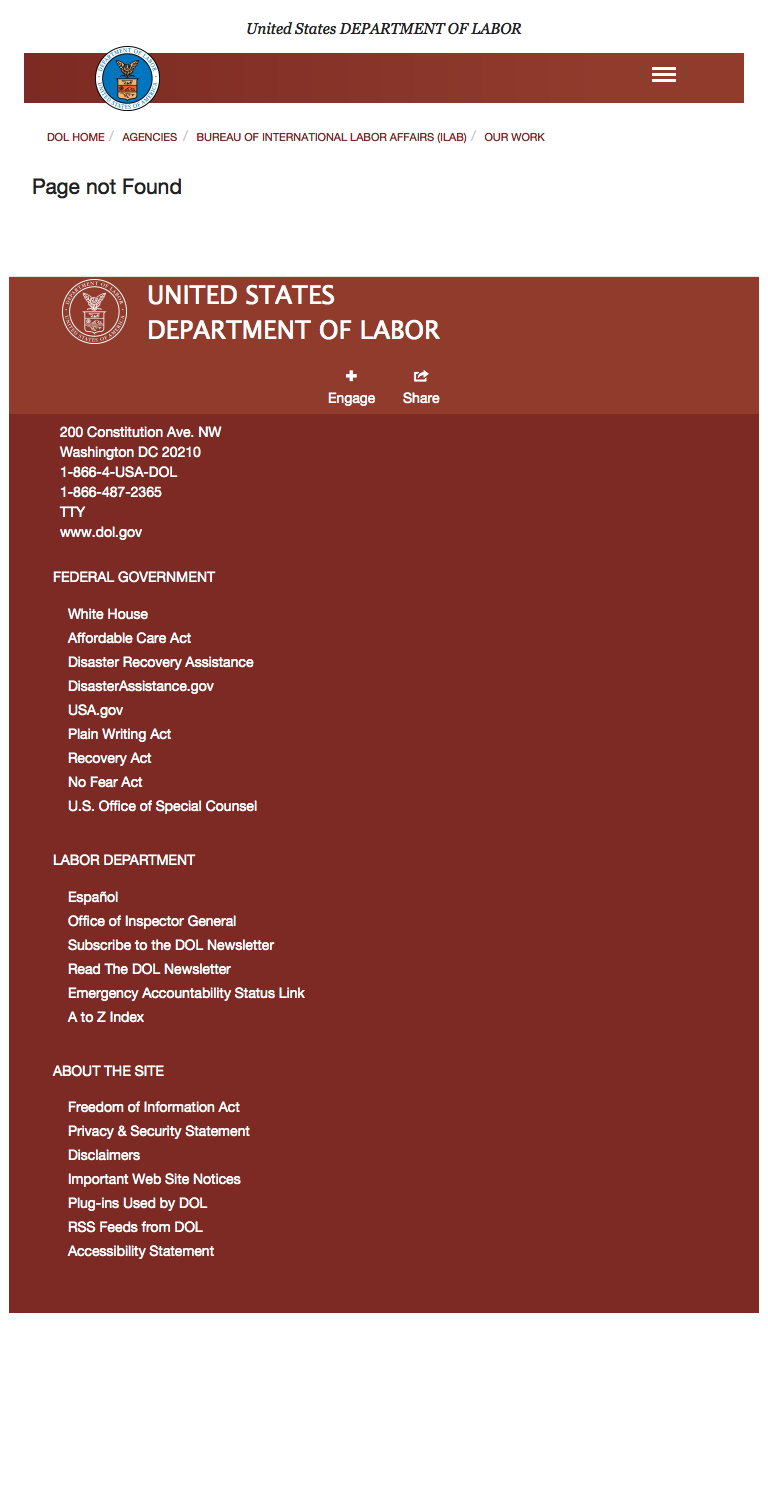 United States DEPARTMENT OF LABOR
DOL HOME / AGENCIES / BUREAU OF INTERNATIONAL LABOR AFFAIRS (ILAB) / OUR WORK
Page not Found
UNITED STATES
DEPARTMENT OF LABOR
Engage Share
200 Constitution Ave. NW
Washington DC 20210
1-866-4-USA-DOL
1-866-487-2365
TTY
www.dol.gov
FEDERAL GOVERNMENT
White House
Affordable Care Act
Disaster Recovery Assistance
DisasterAssistance.gov
USA.gov
Plain Writing Act
Recovery Act
No Fear Act
U.S. Office of Special Counsel
LABOR DEPARTMENT
Español
Office of Inspector General
Subscribe to the DOL Newsletter
Read The DOL Newsletter
Emergency Accountability Status Link
A to Z Index
ABOUT THE SITE
Freedom of Information Act
Privacy & Security Statement
Disclaimers
Important Web Site Notices
Plug-ins Used by DOL
RSS Feeds from DOL
Accessibility Statement